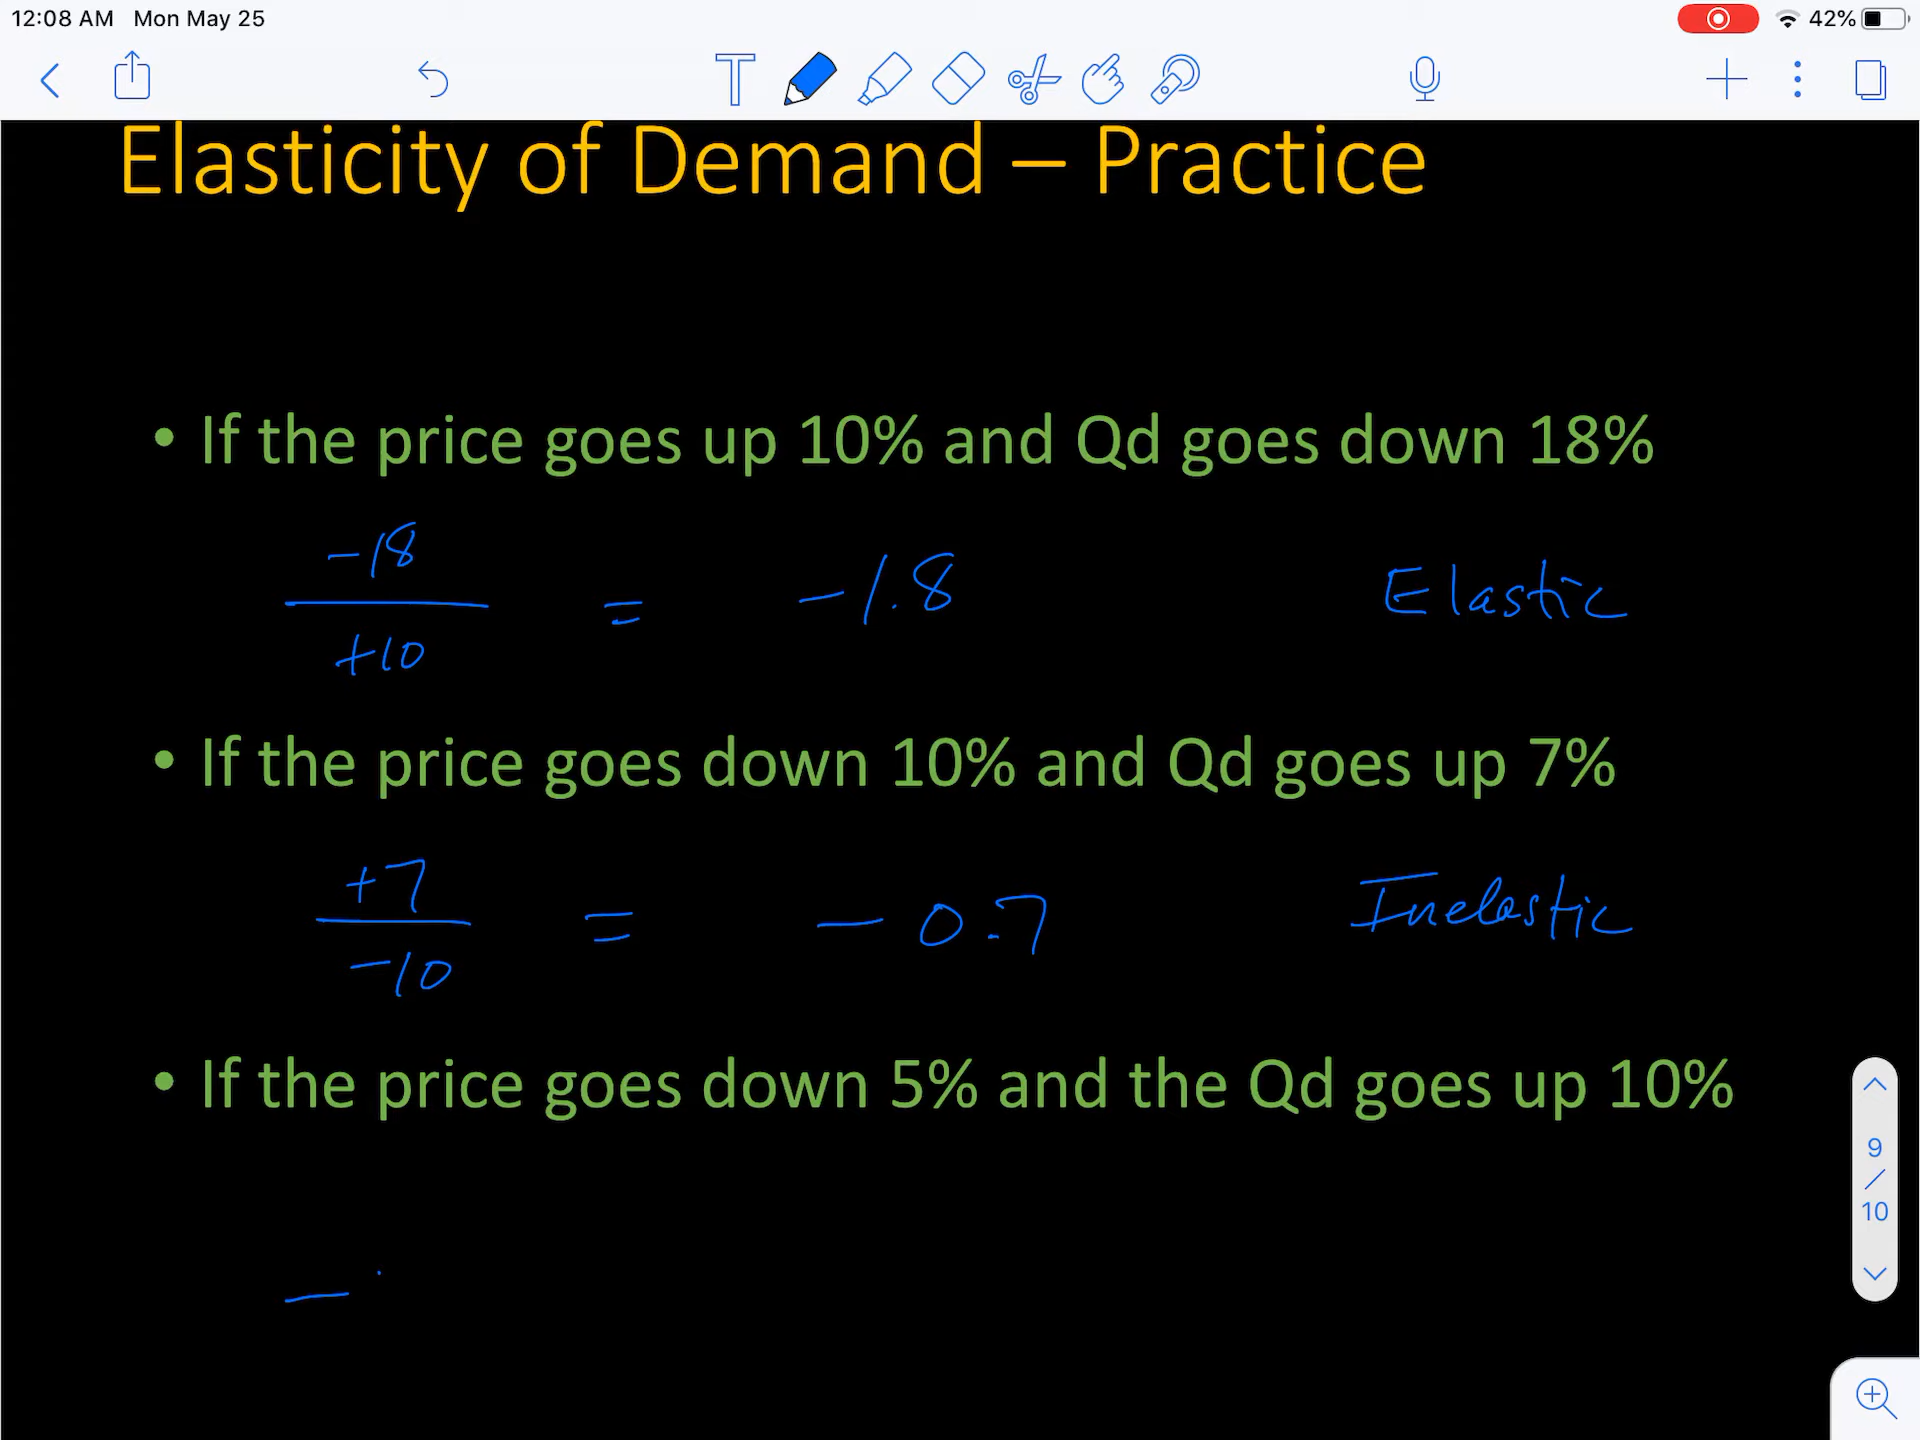 12:08 AM Mon May 25 42%
T
Elasticity of Demand – Practice
• If the price goes up 10% and Qd goes down 18%
-18
= -1.8 Elastic
+10
• If the price goes down 10% and Qd goes up 7%
+7
= -0.7 Inelastic
-10
• If the price goes down 5% and the Qd goes up 10%
9
/
10
—